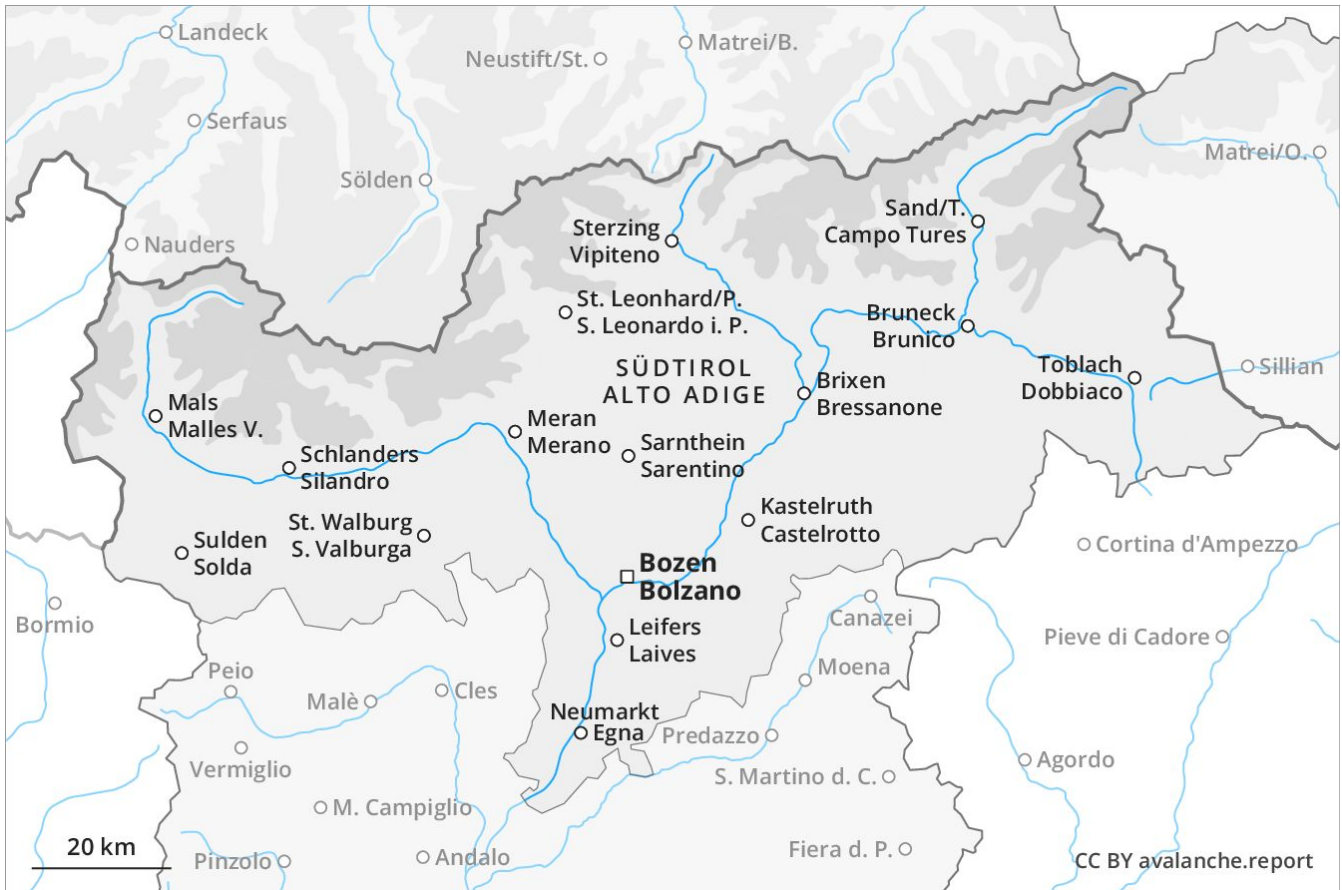 Landeck
Neustift/St.
Matrei/B.
Serfaus
Matrei/O.
Sölden
Nauders
Sterzing
Vipiteno
Sand/T.
Campo Tures
St. Leonhard/P.
S. Leonardo i. P.
Bruneck
Brunico
SÜDTIROL
ALTO ADIGE
Toblach
Dobbiaco
Sillian
Brixen
Bressanone
Mals
Malles V.
Meran
Merano
Sarnthein
Sarentino
Schlanders
Silandro
Kastelruth
Castelrotto
St. Walburg
S. Valburga
Sulden
Solda
Cortina d'Ampezzo
Bozen
Bolzano
Bormio
Leifers
Laives
Canazei
Pieve di Cadore
Peio
Moena
Malè
Cles
Neumarkt
Egna
Predazzo
Vermiglio
S. Martino d. C.
Agordo
M. Campiglio
20 km
Pinzolo
Andalo
Fiera d. P.
CC BY avalanche.report